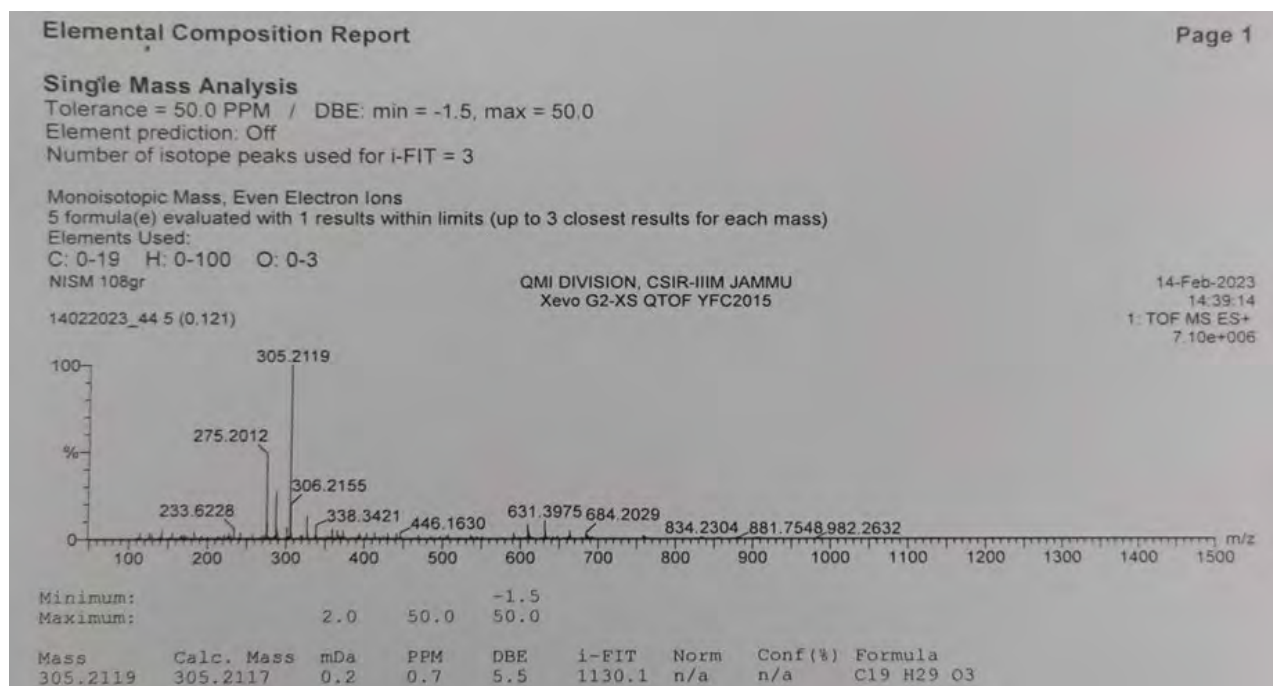 Elemental Composition Report Page 1
Single Mass Analysis
Tolerance = 50.0 PPM / DBE: min = -1.5, max = 50.0
Element prediction: Off
Number of isotope peaks used for i-FIT = 3
Monoisotopic Mass, Even Electron Ions
5 formula(e) evaluated with 1 results within limits (up to 3 closest results for each mass)
Elements Used:
C: 0-19 H: 0-100 O: 0-3
NISM 108gr QMI DIVISION, CSIR-IIIM JAMMU 14-Feb-2023
Xevo G2-XS QTOF YFC2015 14:39:14
14022023_44 5 (0.121) 1: TOF MS ES+
7.10e+006
100 305.2119
275.2012
%
306.2155
233.6228 338.3421 446.1630 631.3975 684.2029 834.2304 881.7548 982.2632
0 m/z
100 200 300 400 500 600 700 800 900 1000 1100 1200 1300 1400 1500
Minimum: -1.5
Maximum: 2.0 50.0 50.0
Mass Calc. Mass mDa PPM DBE i-FIT Norm Conf(%) Formula
305.2119 305.2117 0.2 0.7 5.5 1130.1 n/a n/a C19 H29 O3